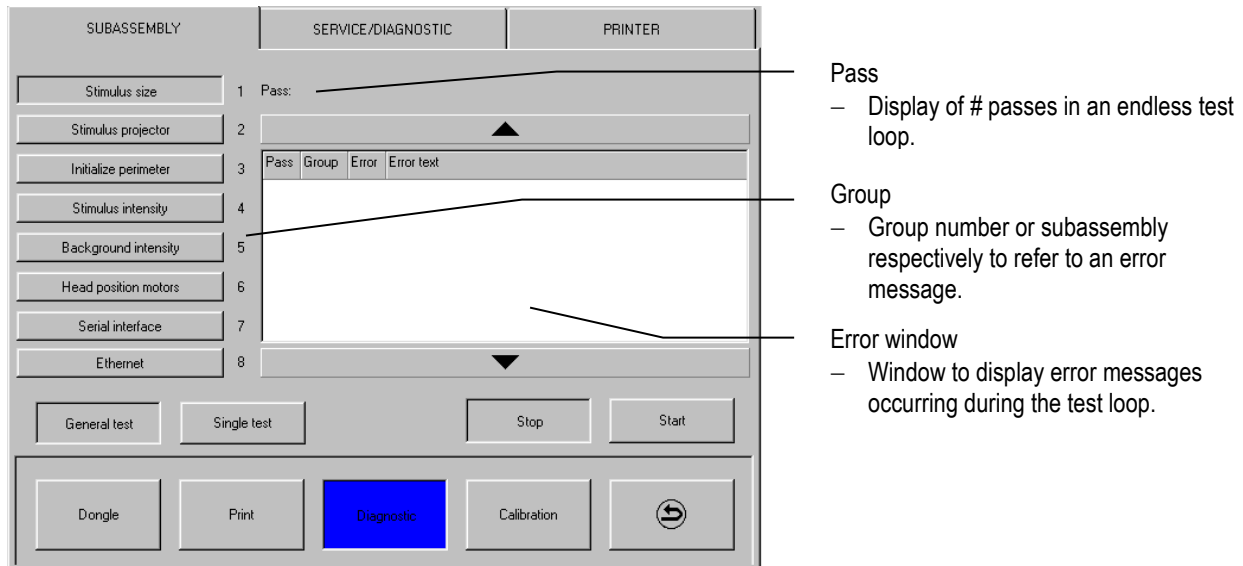 SUBASSEMBLY SERVICE/DIAGNOSTIC PRINTER
Stimulus size 1 Pass:
Stimulus projector 2
Initialize perimeter 3
Stimulus intensity 4
Background intensity 5
Head position motors 6
Serial interface 7
Ethernet 8
Pass Group Error Error text
General test Single test Stop Start
Dongle Print Diagnostic Calibration
Pass
– Display of # passes in an endless test
loop.
Group
– Group number or subassembly
respectively to refer to an error
message.
Error window
– Window to display error messages
occurring during the test loop.